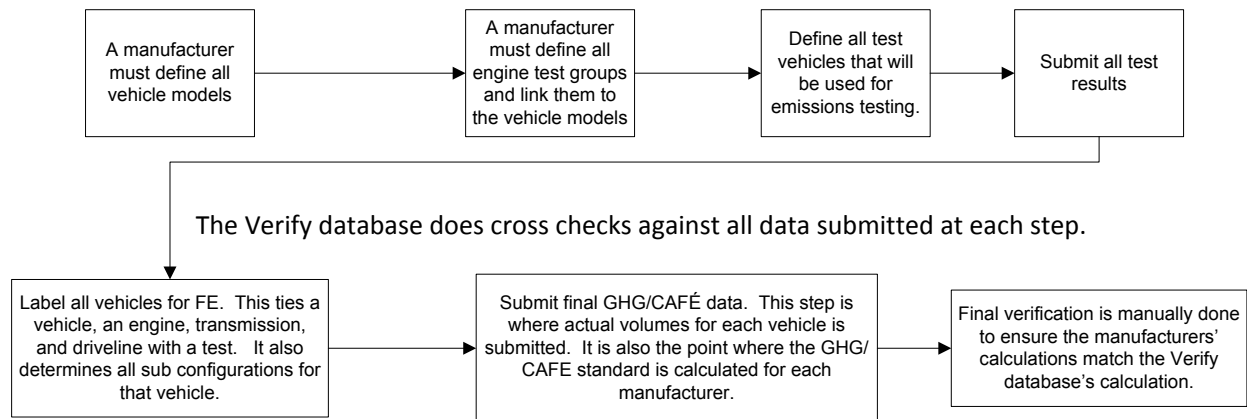 A manufacturer
must define all
vehicle models
A manufacturer
must define all
engine test groups
and link them to
the vehicle models
Define all test
vehicles that will
be used for
emissions testing.
Submit all test
results
The Verify database does cross checks against all data submitted at each step.
Label all vehicles for FE. This ties a
vehicle, an engine, transmission,
and driveline with a test. It also
determines all sub configurations for
that vehicle.
Submit final GHG/CAFÉ data. This step is
where actual volumes for each vehicle is
submitted. It is also the point where the GHG/
CAFE standard is calculated for each
manufacturer.
Final verification is manually done
to ensure the manufacturers'
calculations match the Verify
database's calculation.